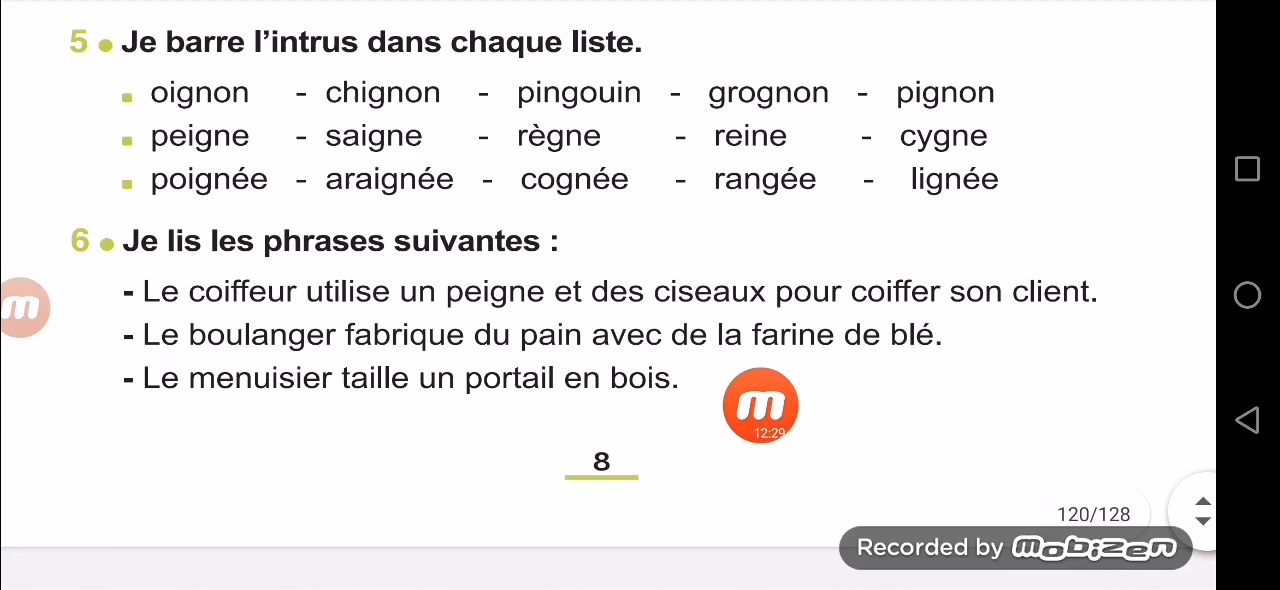 5 • Je barre l'intrus dans chaque liste.
▪ oignon - chignon - pingouin - grognon - pignon
▪ peigne - saigne - règne - reine - cygne
▪ poignée - araignée - cognée - rangée - lignée
6 • Je lis les phrases suivantes :
- Le coiffeur utilise un peigne et des ciseaux pour coiffer son client.
- Le boulanger fabrique du pain avec de la farine de blé.
- Le menuisier taille un portail en bois.
m
m
12:29
8
120/128
Recorded by mobizen